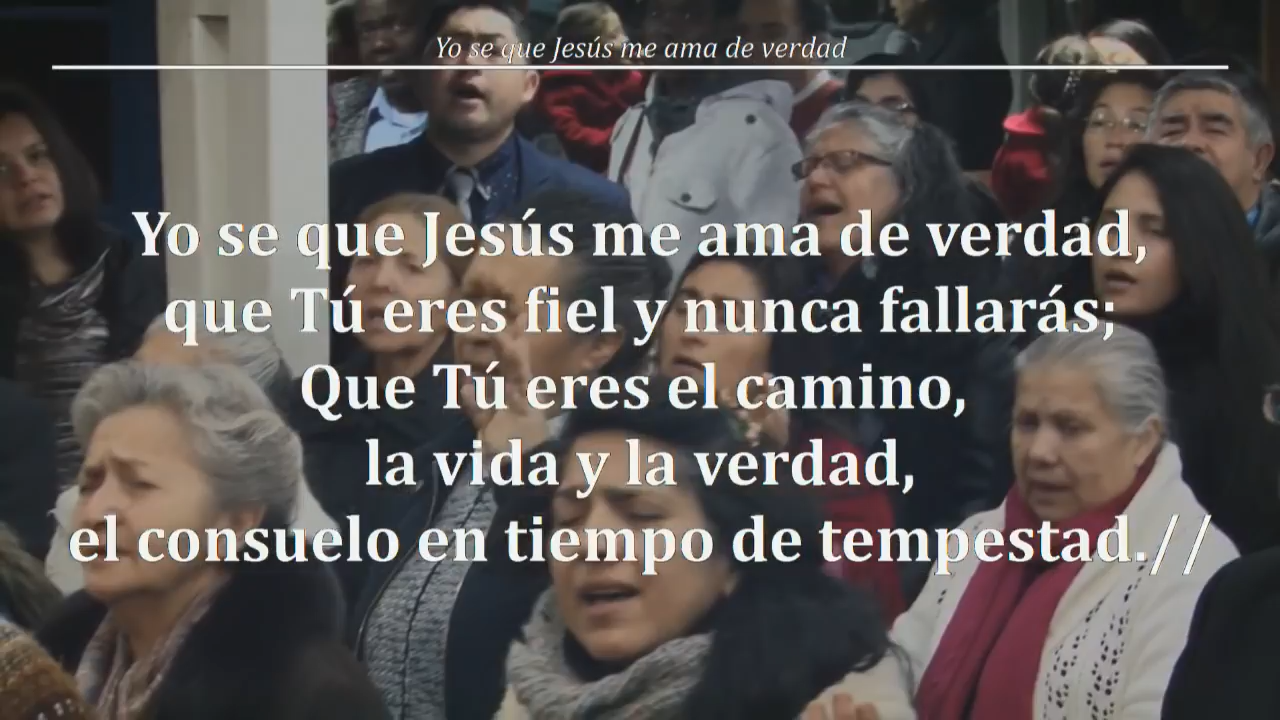 Yo se que Jesús me ama de verdad
Yo se que Jesús me ama de verdad,
que Tú eres fiel y nunca fallarás;
Que Tú eres el camino,
la vida y la verdad,
el consuelo en tiempo de tempestad.//